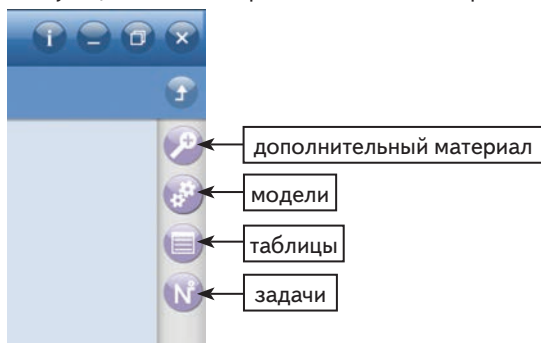 дополнительный материал
модели
таблицы
N°
задачи